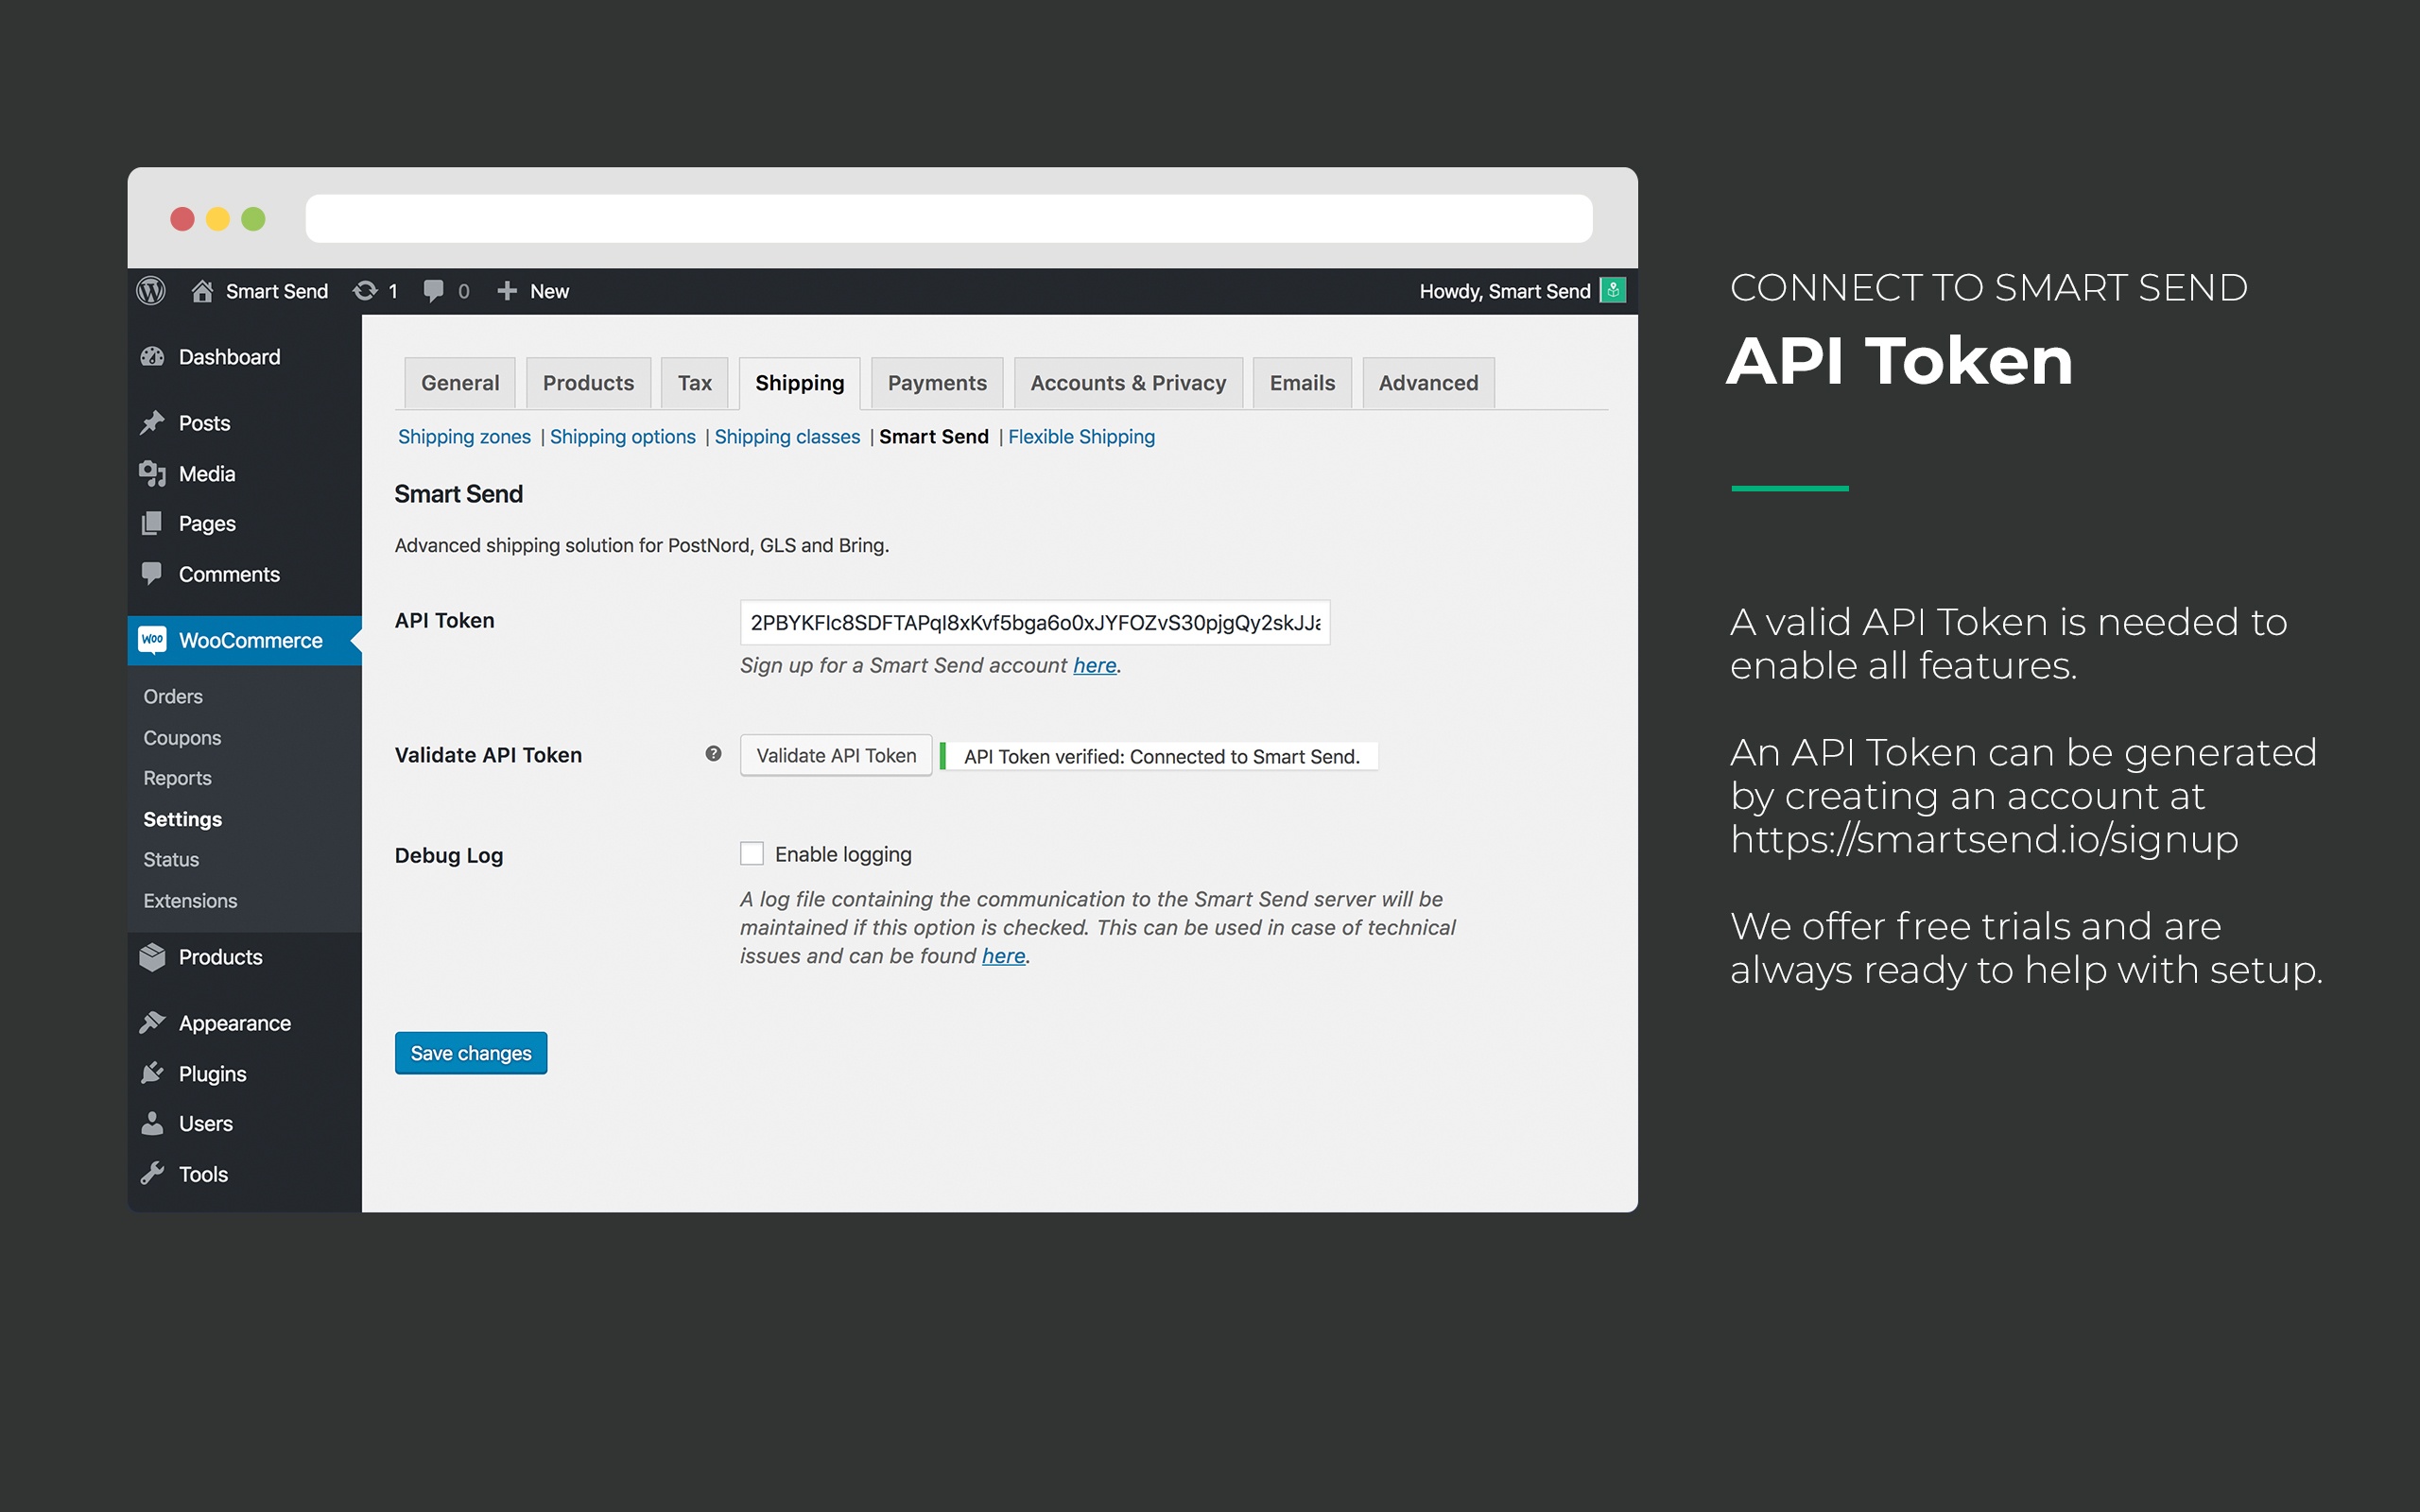 Smart Send 1 0 New Howdy, Smart Send
Dashboard
Posts
Media
Pages
Comments
WOO WooCommerce
Orders
Coupons
Reports
Settings
Status
Extensions
Products
Appearance
Plugins
Users
Tools
General Products Tax Shipping Payments Accounts & Privacy Emails Advanced
Shipping zones | Shipping options | Shipping classes | Smart Send | Flexible Shipping
Smart Send
Advanced shipping solution for PostNord, GLS and Bring.
API Token 2PBYKFIc8SDFTAPqI8xKvf5bga6o0xJYFOZvS30pjgQy2skJJa
Sign up for a Smart Send account here.
Validate API Token ? Validate API Token API Token verified: Connected to Smart Send.
Debug Log Enable logging
A log file containing the communication to the Smart Send server will be
maintained if this option is checked. This can be used in case of technical
issues and can be found here.
Save changes
CONNECT TO SMART SEND
API Token
A valid API Token is needed to
enable all features.
An API Token can be generated
by creating an account at
https://smartsend.io/signup
We offer free trials and are
always ready to help with setup.